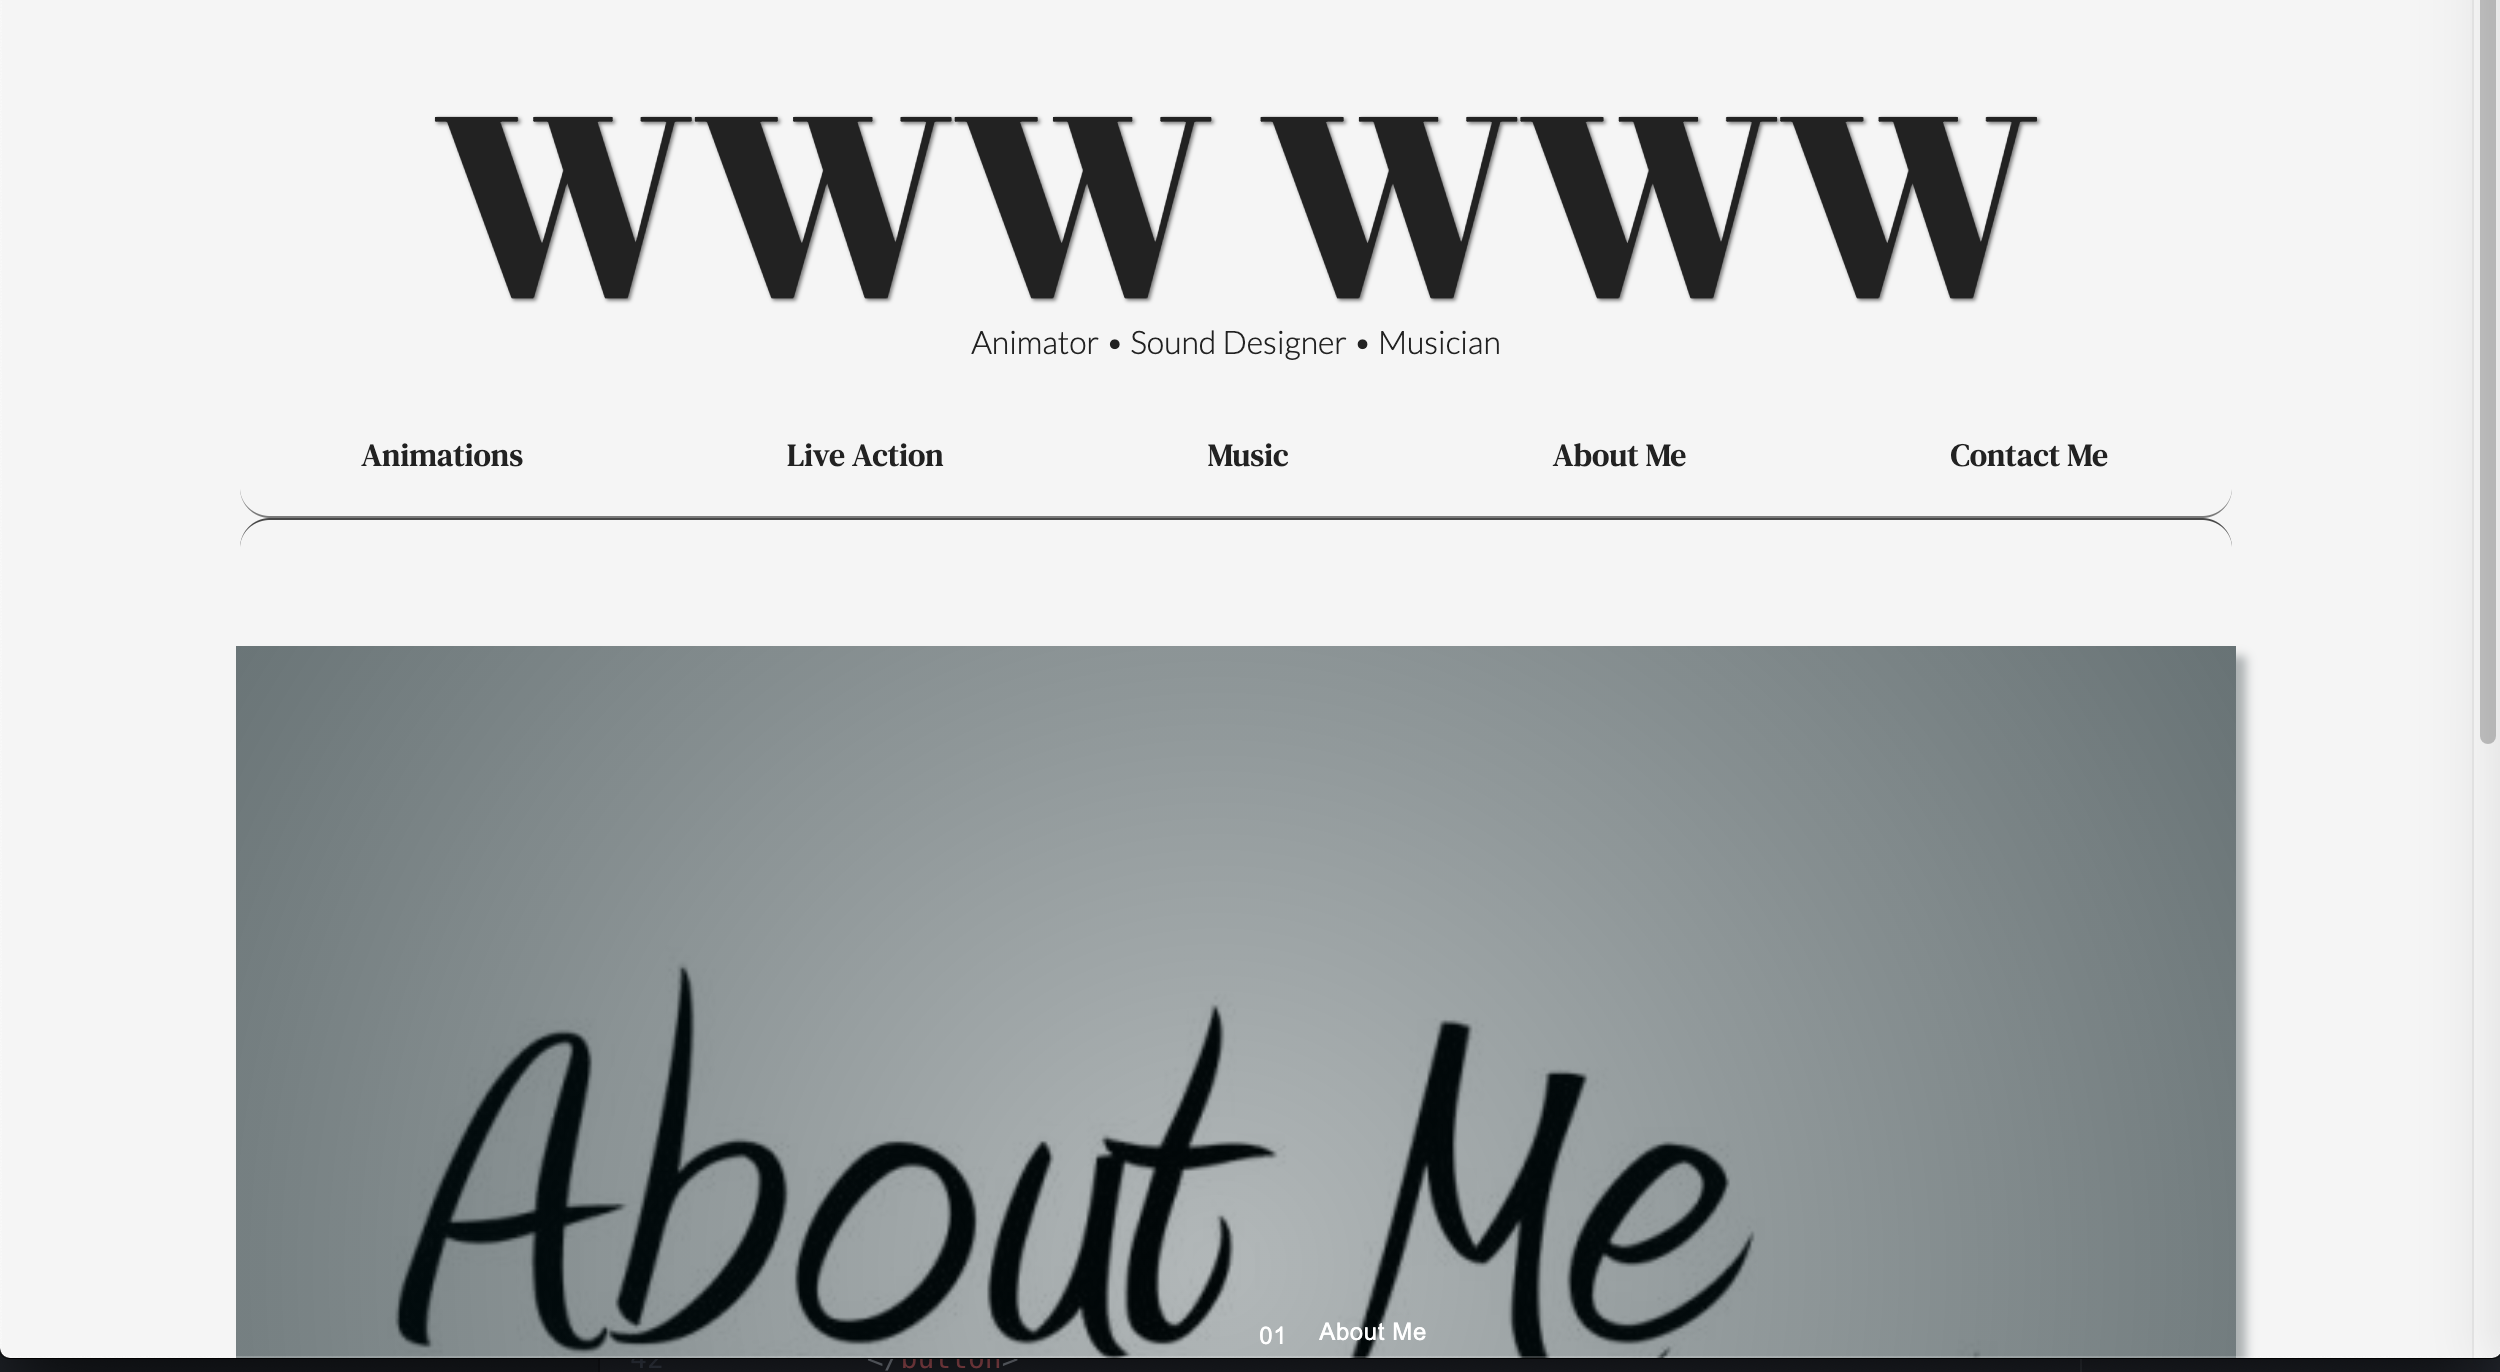 WWW WWW
Animator • Sound Designer • Musician
Animations Live Action Music About Me Contact Me
About Me
01 About Me
42 </button>